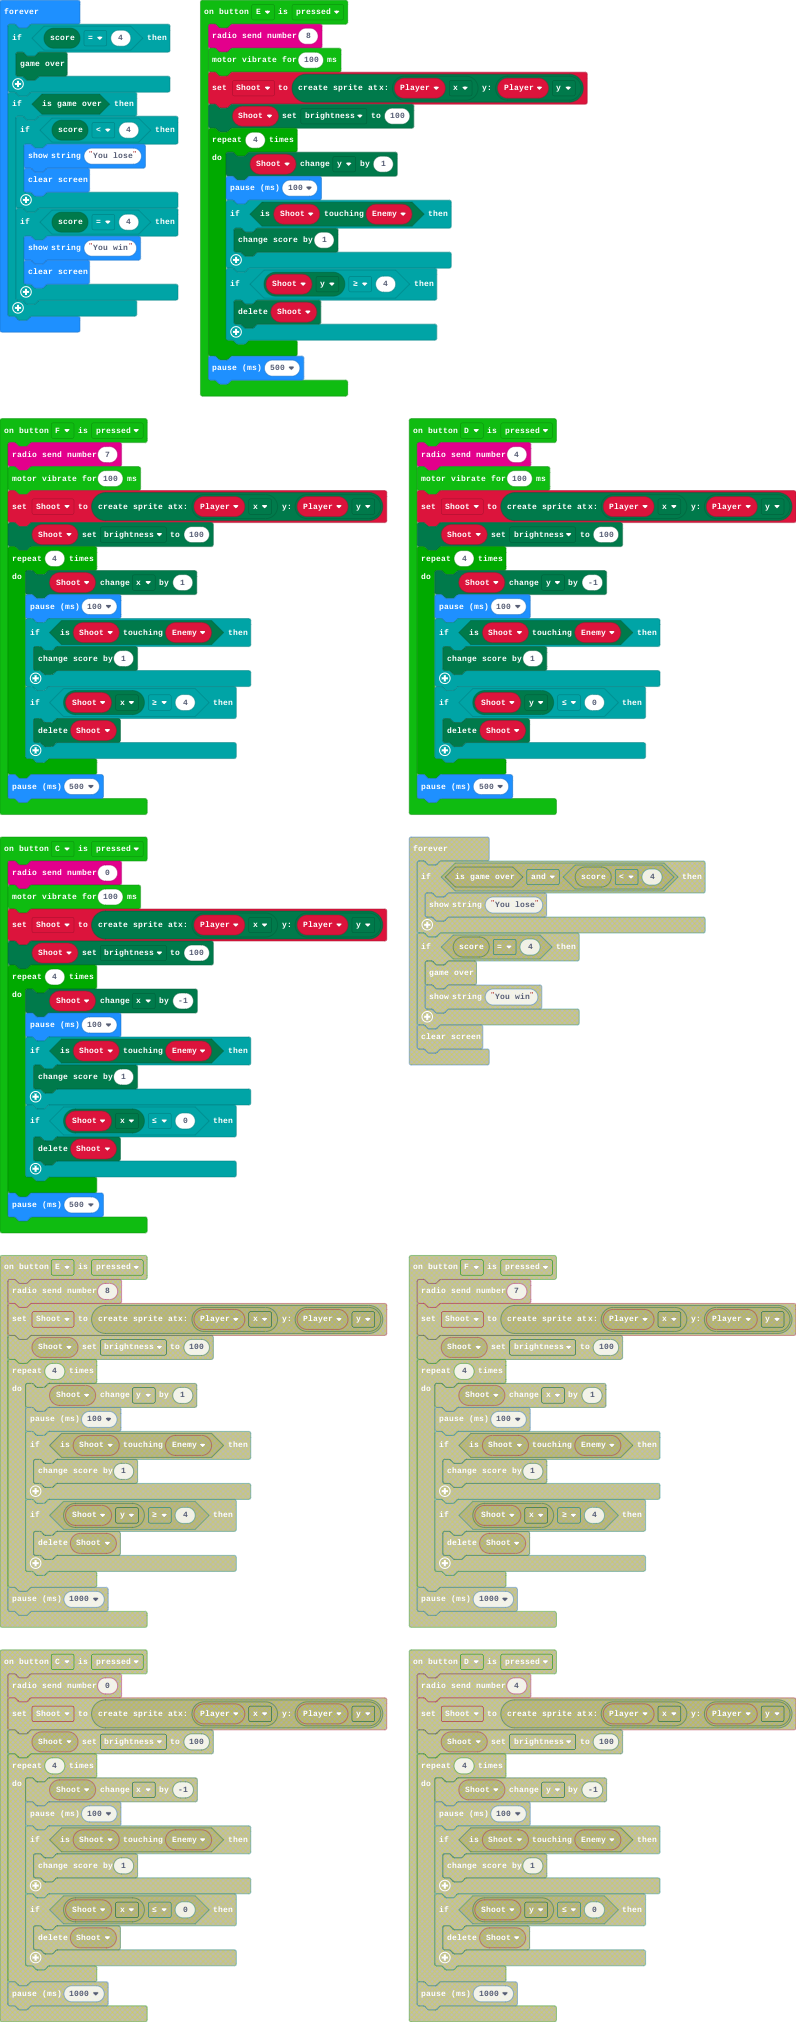 forever
if score = 4 then
game over
if is game over then
if score < 4 then
show string "You lose"
clear screen
if score = 4 then
show string "You win"
clear screen
on button E is pressed
radio send number 8
motor vibrate for 100 ms
set Shoot to create sprite at x: Player x y: Player y
Shoot set brightness to 100
repeat 4 times
do Shoot change y by 1
pause (ms) 100
if is Shoot touching Enemy then
change score by 1
if Shoot y ≥ 4 then
delete Shoot
pause (ms) 500
on button F is pressed
radio send number 7
motor vibrate for 100 ms
set Shoot to create sprite at x: Player x y: Player y
Shoot set brightness to 100
repeat 4 times
do Shoot change x by 1
pause (ms) 100
if is Shoot touching Enemy then
change score by 1
if Shoot x ≥ 4 then
delete Shoot
pause (ms) 500
on button D is pressed
radio send number 4
motor vibrate for 100 ms
set Shoot to create sprite at x: Player x y: Player y
Shoot set brightness to 100
repeat 4 times
do Shoot change y by -1
pause (ms) 100
if is Shoot touching Enemy then
change score by 1
if Shoot y ≤ 0 then
delete Shoot
pause (ms) 500
on button C is pressed
radio send number 0
motor vibrate for 100 ms
set Shoot to create sprite at x: Player x y: Player y
Shoot set brightness to 100
repeat 4 times
do Shoot change x by -1
pause (ms) 100
if is Shoot touching Enemy then
change score by 1
if Shoot x ≤ 0 then
delete Shoot
pause (ms) 500
forever
if is game over and score < 4 then
show string "You lose"
if score = 4 then
game over
show string "You win"
clear screen
on button E is pressed
radio send number 8
set Shoot to create sprite at x: Player x y: Player y
Shoot set brightness to 100
repeat 4 times
do Shoot change y by 1
pause (ms) 100
if is Shoot touching Enemy then
change score by 1
if Shoot y ≥ 4 then
delete Shoot
pause (ms) 1000
on button F is pressed
radio send number 7
set Shoot to create sprite at x: Player x y: Player y
Shoot set brightness to 100
repeat 4 times
do Shoot change x by 1
pause (ms) 100
if is Shoot touching Enemy then
change score by 1
if Shoot x ≥ 4 then
delete Shoot
pause (ms) 1000
on button C is pressed
radio send number 0
set Shoot to create sprite at x: Player x y: Player y
Shoot set brightness to 100
repeat 4 times
do Shoot change x by -1
pause (ms) 100
if is Shoot touching Enemy then
change score by 1
if Shoot x ≤ 0 then
delete Shoot
pause (ms) 1000
on button D is pressed
radio send number 4
set Shoot to create sprite at x: Player x y: Player y
Shoot set brightness to 100
repeat 4 times
do Shoot change y by -1
pause (ms) 100
if is Shoot touching Enemy then
change score by 1
if Shoot y ≤ 0 then
delete Shoot
pause (ms) 1000